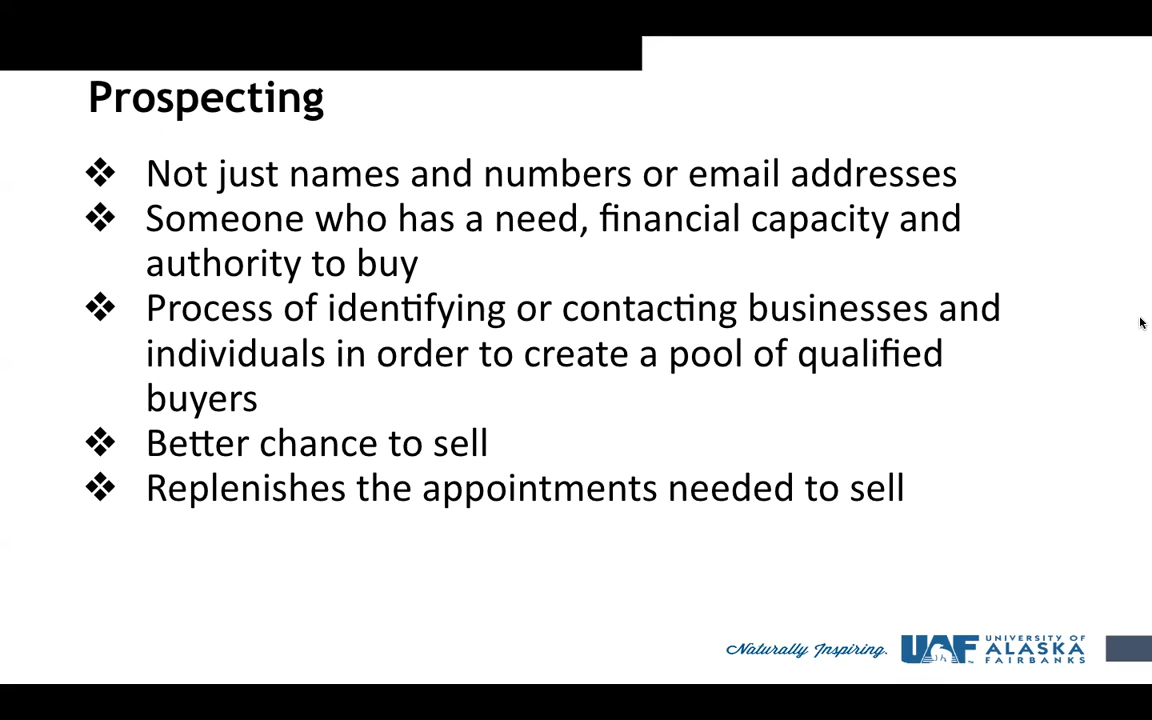 Prospecting
❖ Not just names and numbers or email addresses
❖ Someone who has a need, financial capacity and
authority to buy
❖ Process of identifying or contacting businesses and
individuals in order to create a pool of qualified
buyers
❖ Better chance to sell
❖ Replenishes the appointments needed to sell
Naturally Inspiring.
UAF
UNIVERSITY OF
ALASKA
FAIRBANKS